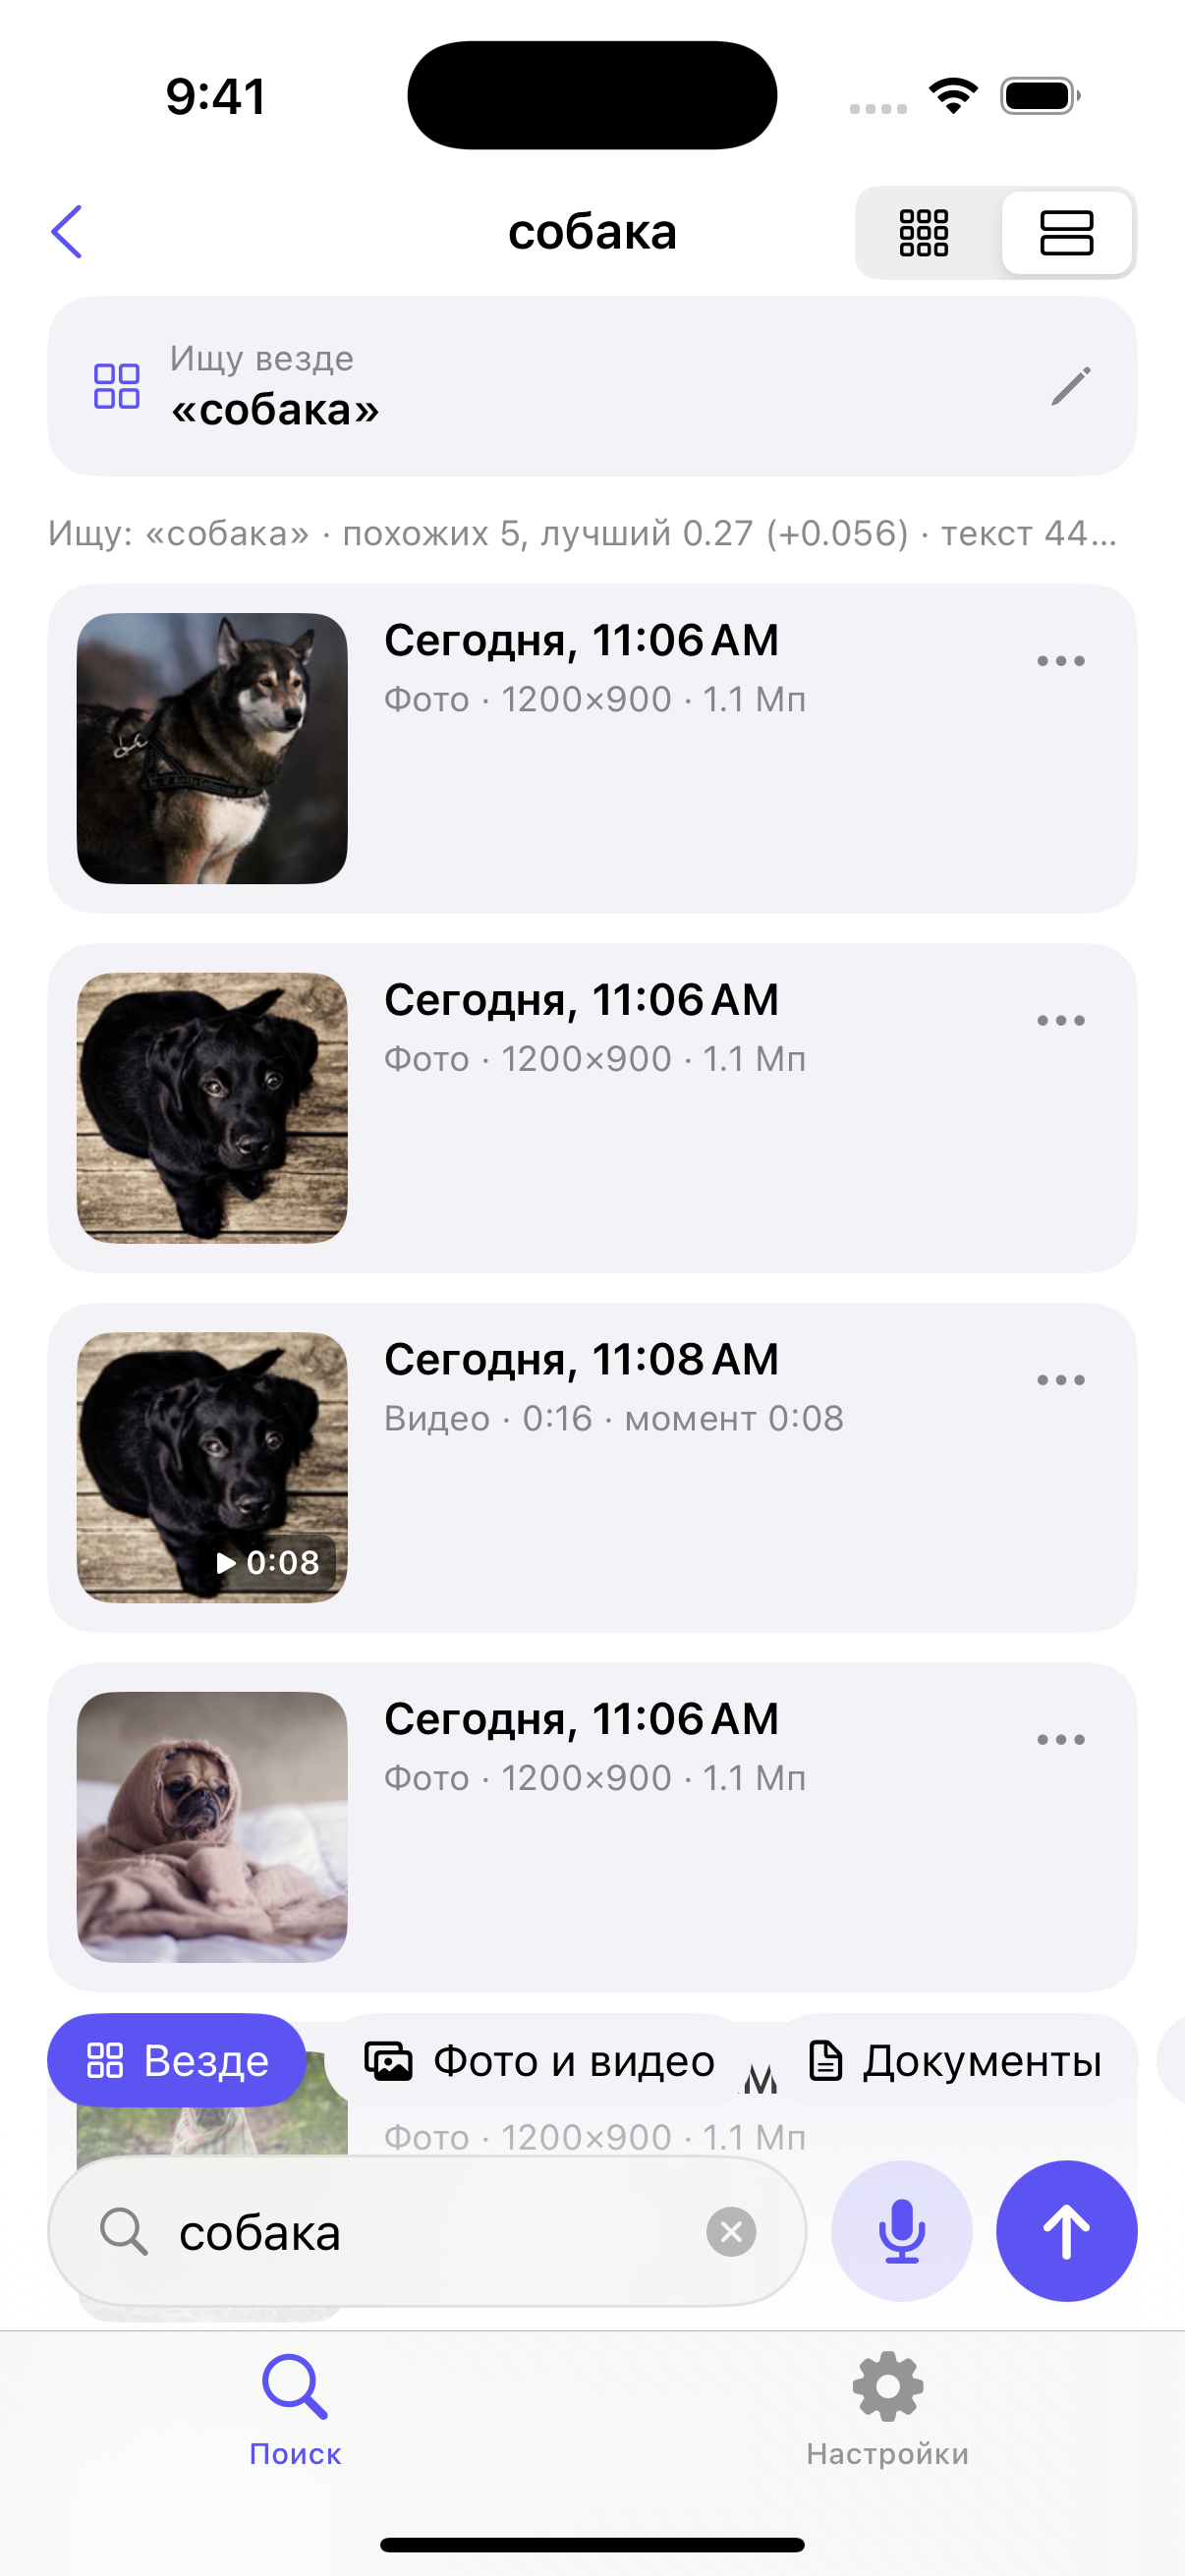 9:41
собака
Ищу везде
«собака»
Ищу: «собака» · похожих 5, лучший 0.27 (+0.056) · текст 44...
Сегодня, 11:06 AM
Фото · 1200×900 · 1.1 Мп
Сегодня, 11:06 AM
Фото · 1200×900 · 1.1 Мп
Сегодня, 11:08 AM
Видео · 0:16 · момент 0:08
0:08
Сегодня, 11:06 AM
Фото · 1200×900 · 1.1 Мп
Везде
Фото и видео
Документы
Фото · 1200×900 · 1.1 Мп
собака
Поиск
Настройки